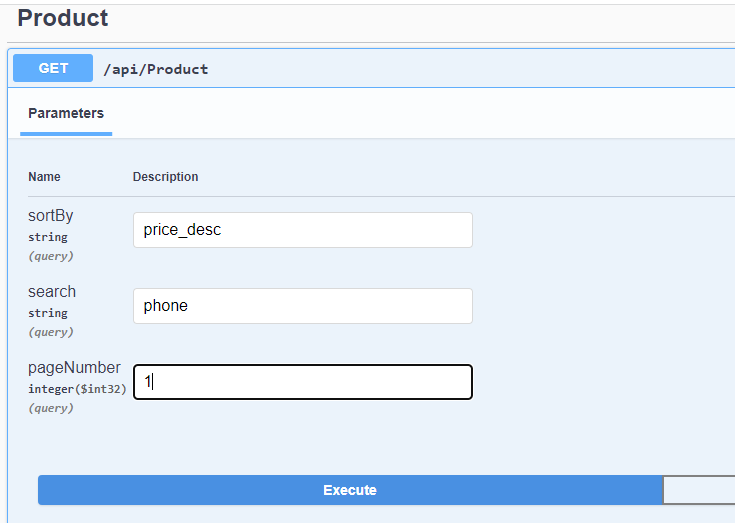 Product
GET /api/Product
Parameters
Name Description
sortBy
string
(query)
price_desc
search
string
(query)
phone
pageNumber
integer($int32)
(query)
1
Execute